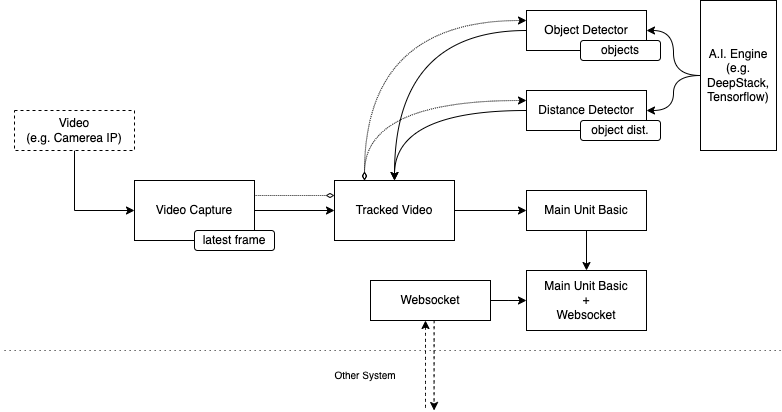 Object Detector
objects
A.I. Engine
(e.g.
DeepStack,
Tensorflow)
Distance Detector
object dist.
Video
(e.g. Camerea IP)
Video Capture
latest frame
Tracked Video
Main Unit Basic
Websocket
Main Unit Basic
+
Websocket
Other System